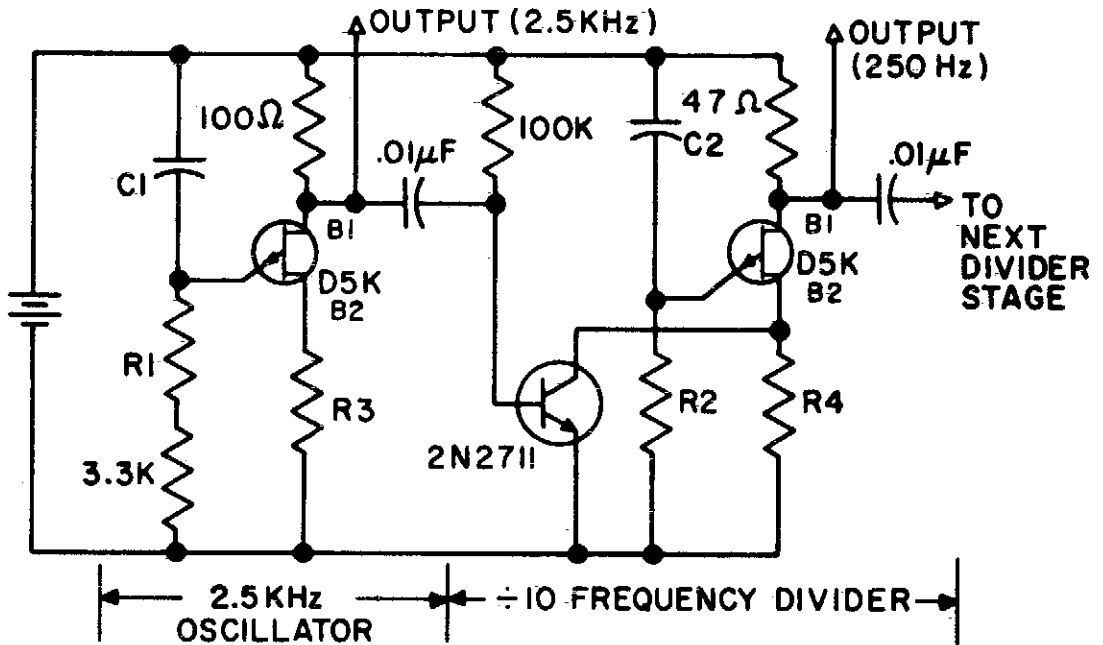 OUTPUT (2.5KHz)
OUTPUT
(250 Hz)
100Ω
100K
47Ω
C1
.01µF
C2
.01µF
B1
B1
TO
NEXT
DIVIDER
STAGE
D5K
B2
D5K
B2
R1
R3
R2
R4
2N2711
3.3K
2.5KHz
OSCILLATOR
÷10 FREQUENCY DIVIDER